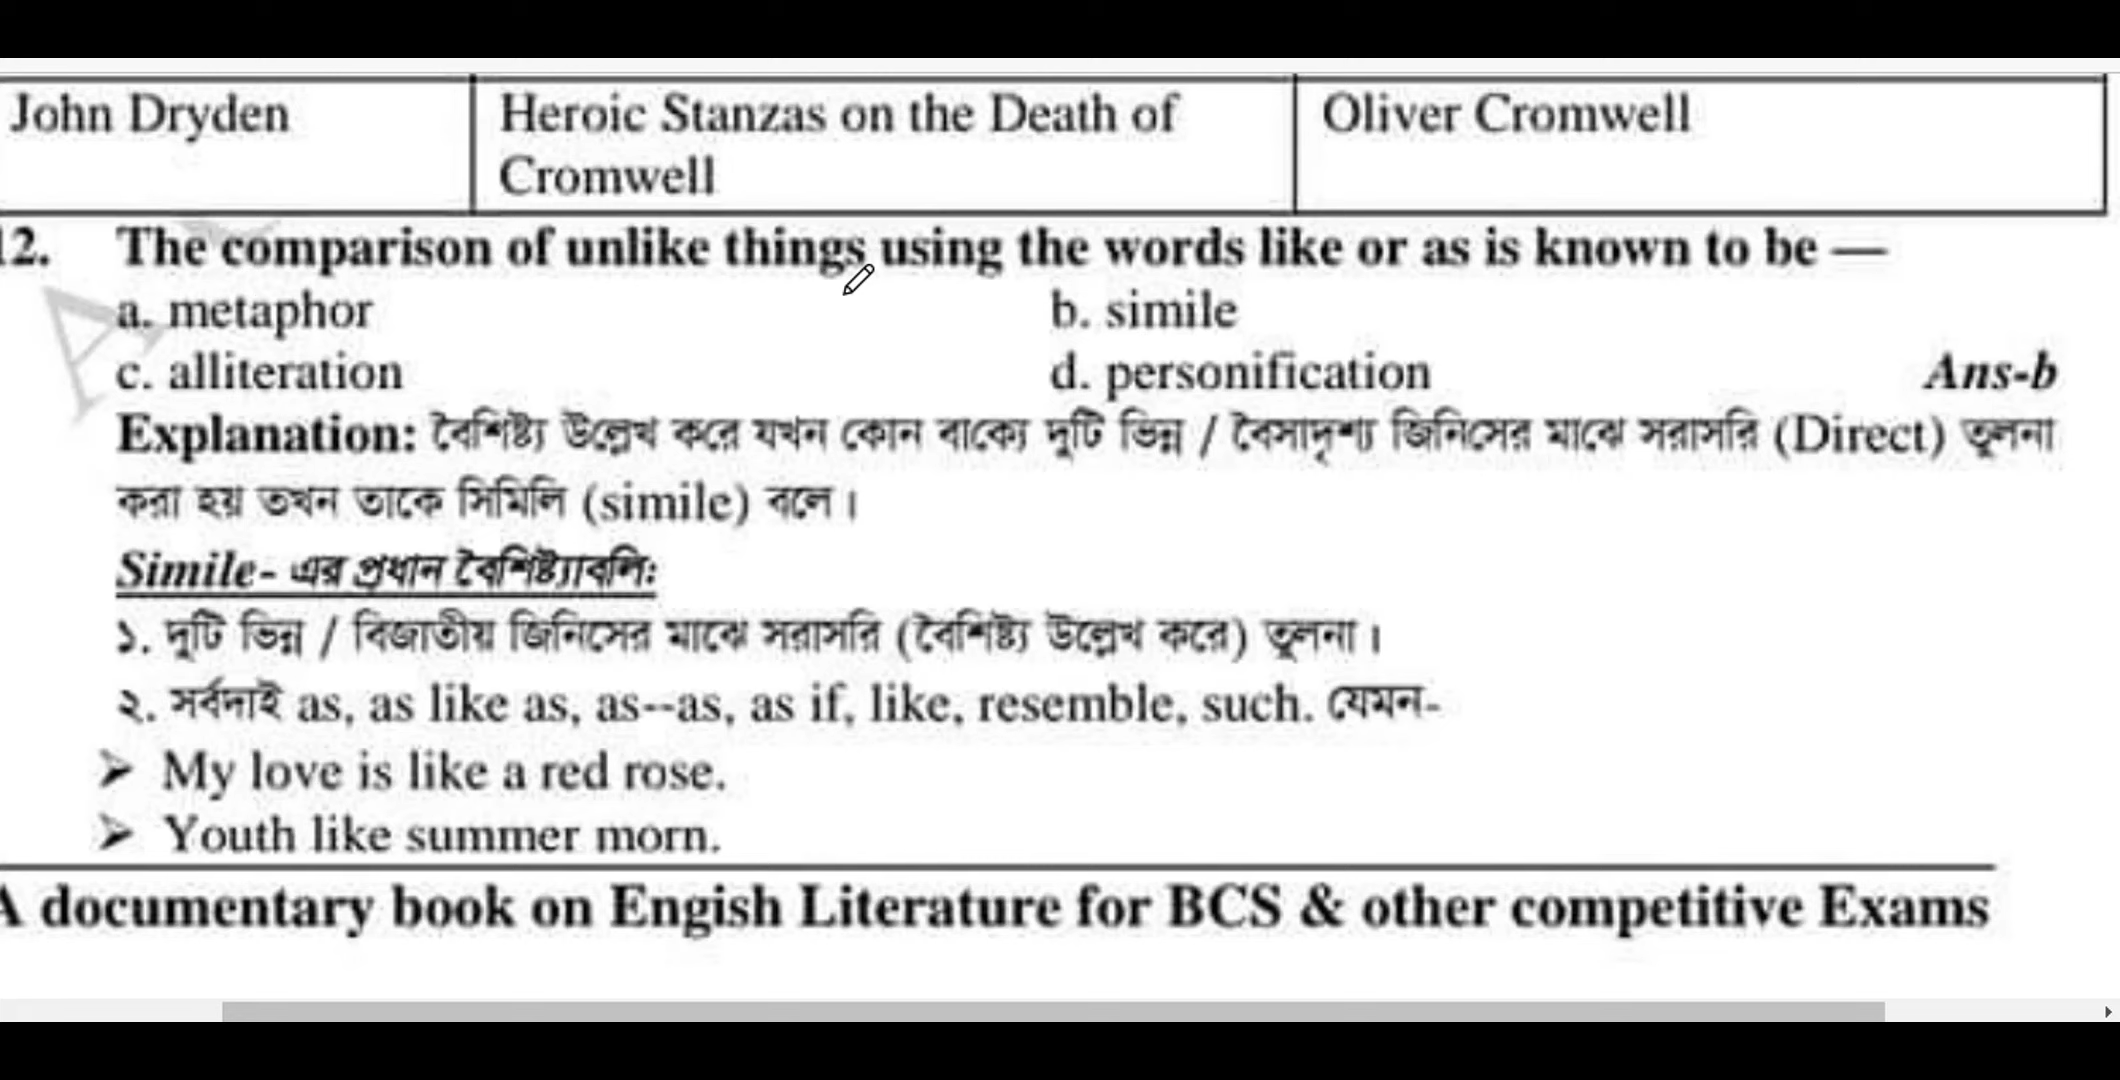 John Dryden Heroic Stanzas on the Death of Cromwell Oliver Cromwell
12. The comparison of unlike things using the words like or as is known to be —
a. metaphor b. simile
c. alliteration d. personification Ans-b
Explanation: বৈশিষ্ট্য উল্লেখ করে যখন কোন বাক্যে দুটি ভিন্ন / বৈসাদৃশ্য জিনিসের মাঝে সরাসরি (Direct) তুলনা
করা হয় তখন তাকে সিমিলি (simile) বলে।
Simile- এর প্রধান বৈশিষ্ট্যাবলি:
১. দুটি ভিন্ন / বিজাতীয় জিনিসের মাঝে সরাসরি (বৈশিষ্ট্য উল্লেখ করে) তুলনা।
২. সর্বদাই as, as like as, as--as, as if, like, resemble, such. যেমন-
➢ My love is like a red rose.
➢ Youth like summer morn.
A documentary book on Engish Literature for BCS & other competitive Exams